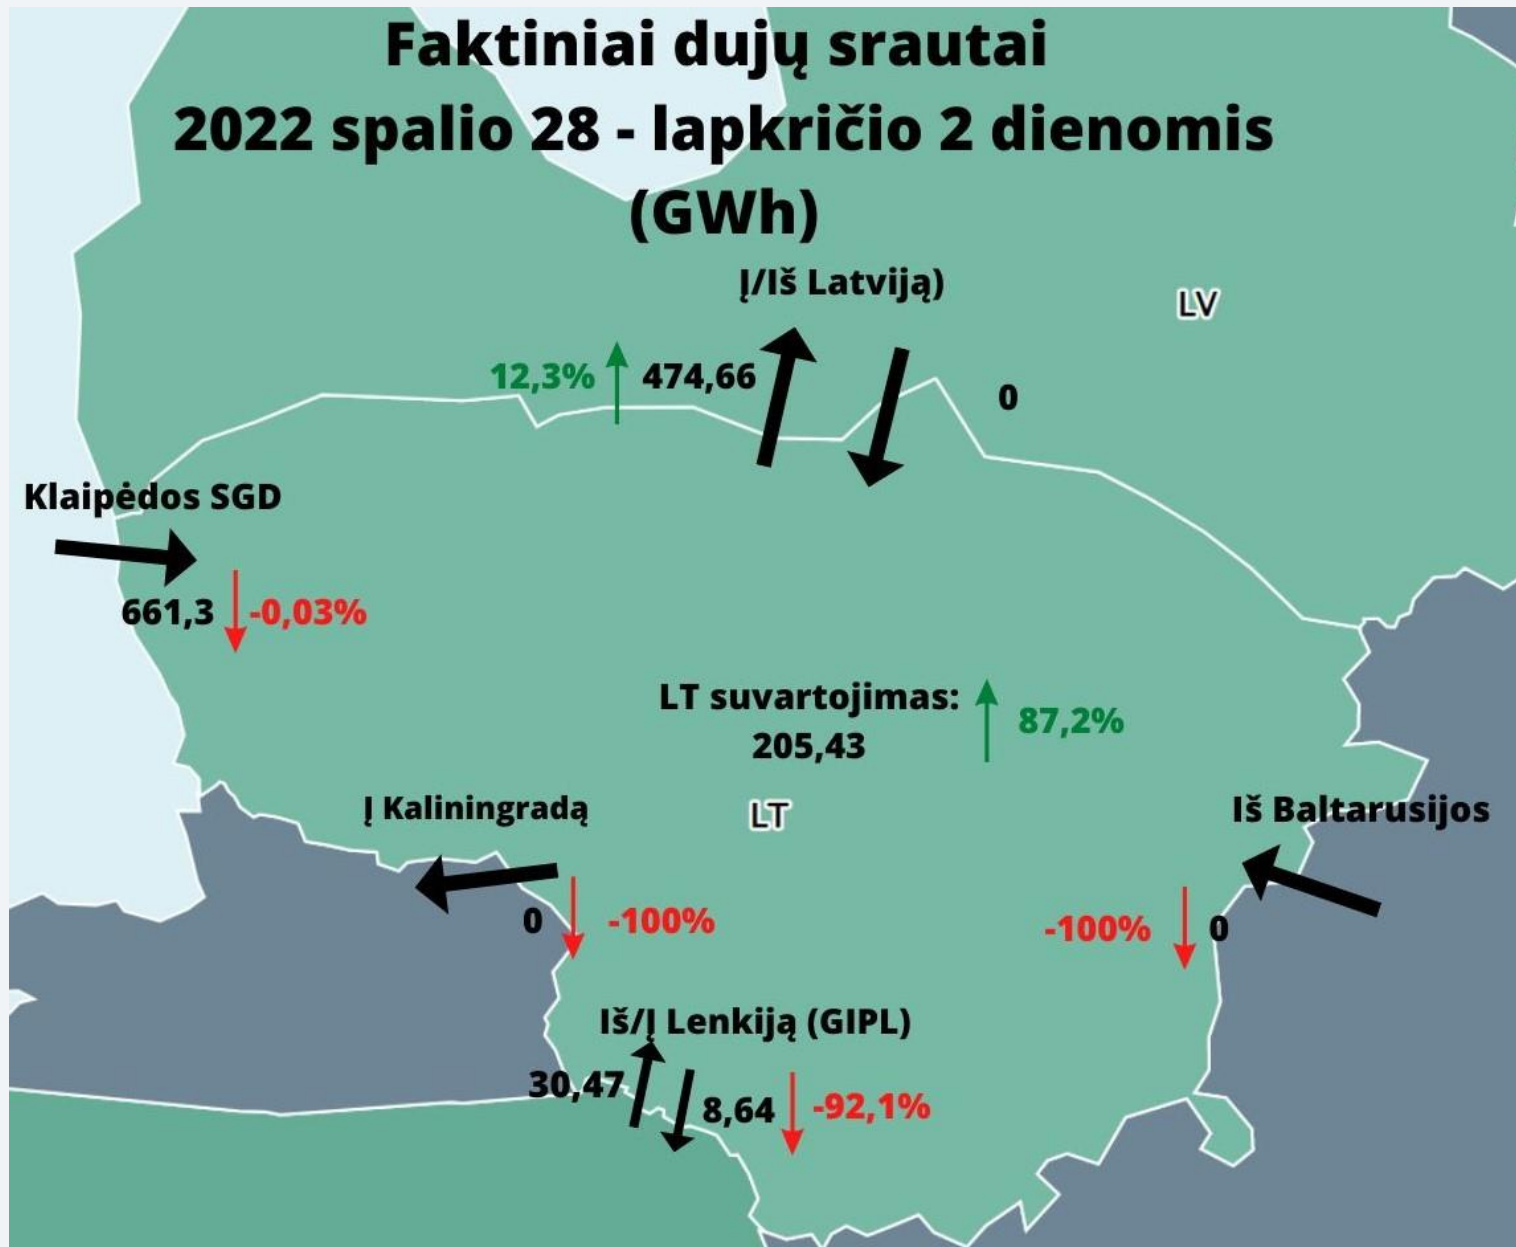 Faktiniai dujų srautai
2022 spalio 28 - lapkričio 2 dienomis
(GWh)
Į/Iš Latviją)
LV
12,3%
474,66
0
Klaipėdos SGD
661,3
-0,03%
LT suvartojimas:
205,43
87,2%
Į Kaliningradą
LT
Iš Baltarusijos
0
-100%
-100%
0
Iš/Į Lenkiją (GIPL)
30,47
8,64
-92,1%